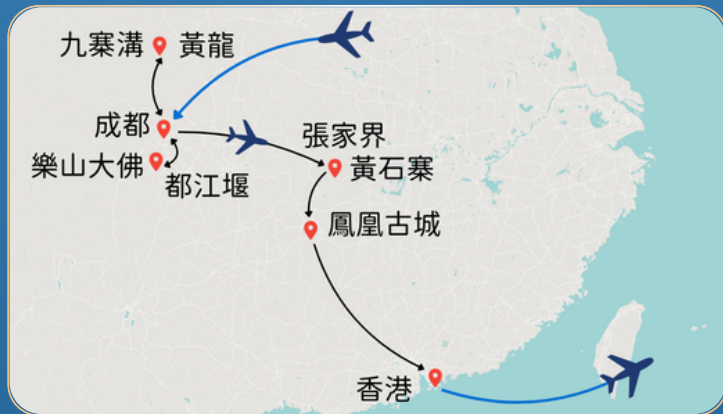 九寨溝 黃龍
成都
樂山大佛
都江堰
張家界
黃石寨
鳳凰古城
香港